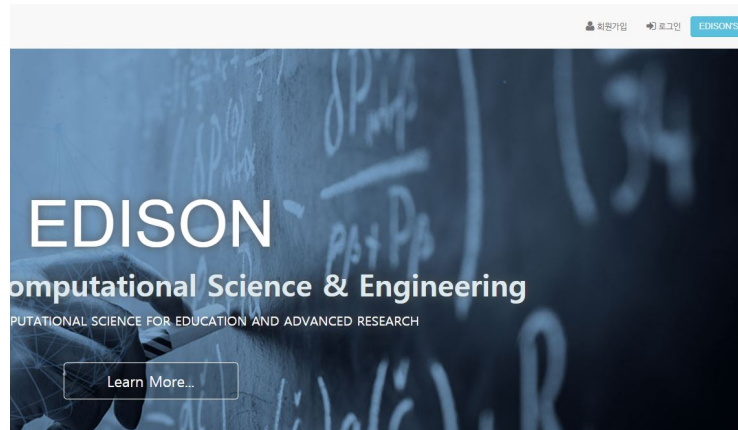 회원가입 로그인 EDISON'S
EDISON
omputational Science & Engineering
PUTATIONAL SCIENCE FOR EDUCATION AND ADVANCED RESEARCH
Learn More...